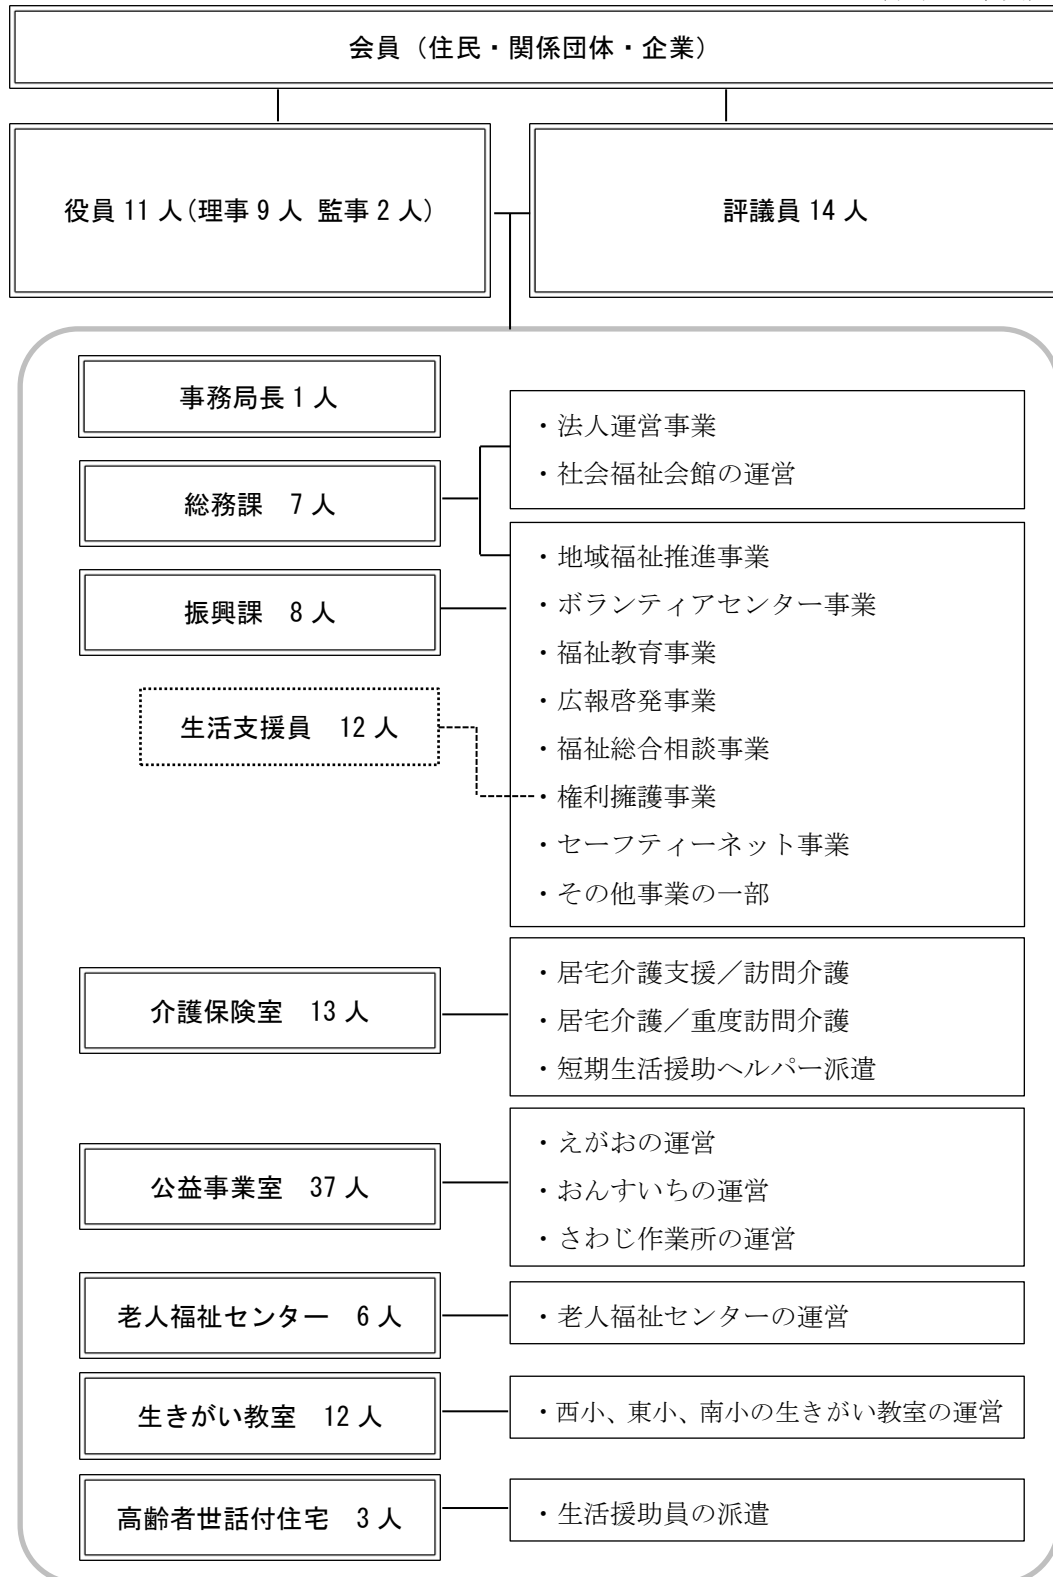 会員（住民・関係団体・企業）
役員 11 人(理事 9 人 監事 2 人)
評議員 14 人
事務局長 1 人
・法人運営事業
・社会福祉会館の運営
総務課　7 人
・地域福祉推進事業
・ボランティアセンター事業
・福祉教育事業
・広報啓発事業
・福祉総合相談事業
・権利擁護事業
・セーフティーネット事業
・その他事業の一部
振興課　8 人
生活支援員　12 人
介護保険室　13 人
・居宅介護支援／訪問介護
・居宅介護／重度訪問介護
・短期生活援助ヘルパー派遣
公益事業室　37 人
・えがおの運営
・おんすいちの運営
・さわじ作業所の運営
老人福祉センター　6 人
・老人福祉センターの運営
生きがい教室　12 人
・西小、東小、南小の生きがい教室の運営
高齢者世話付住宅　3 人
・生活援助員の派遣